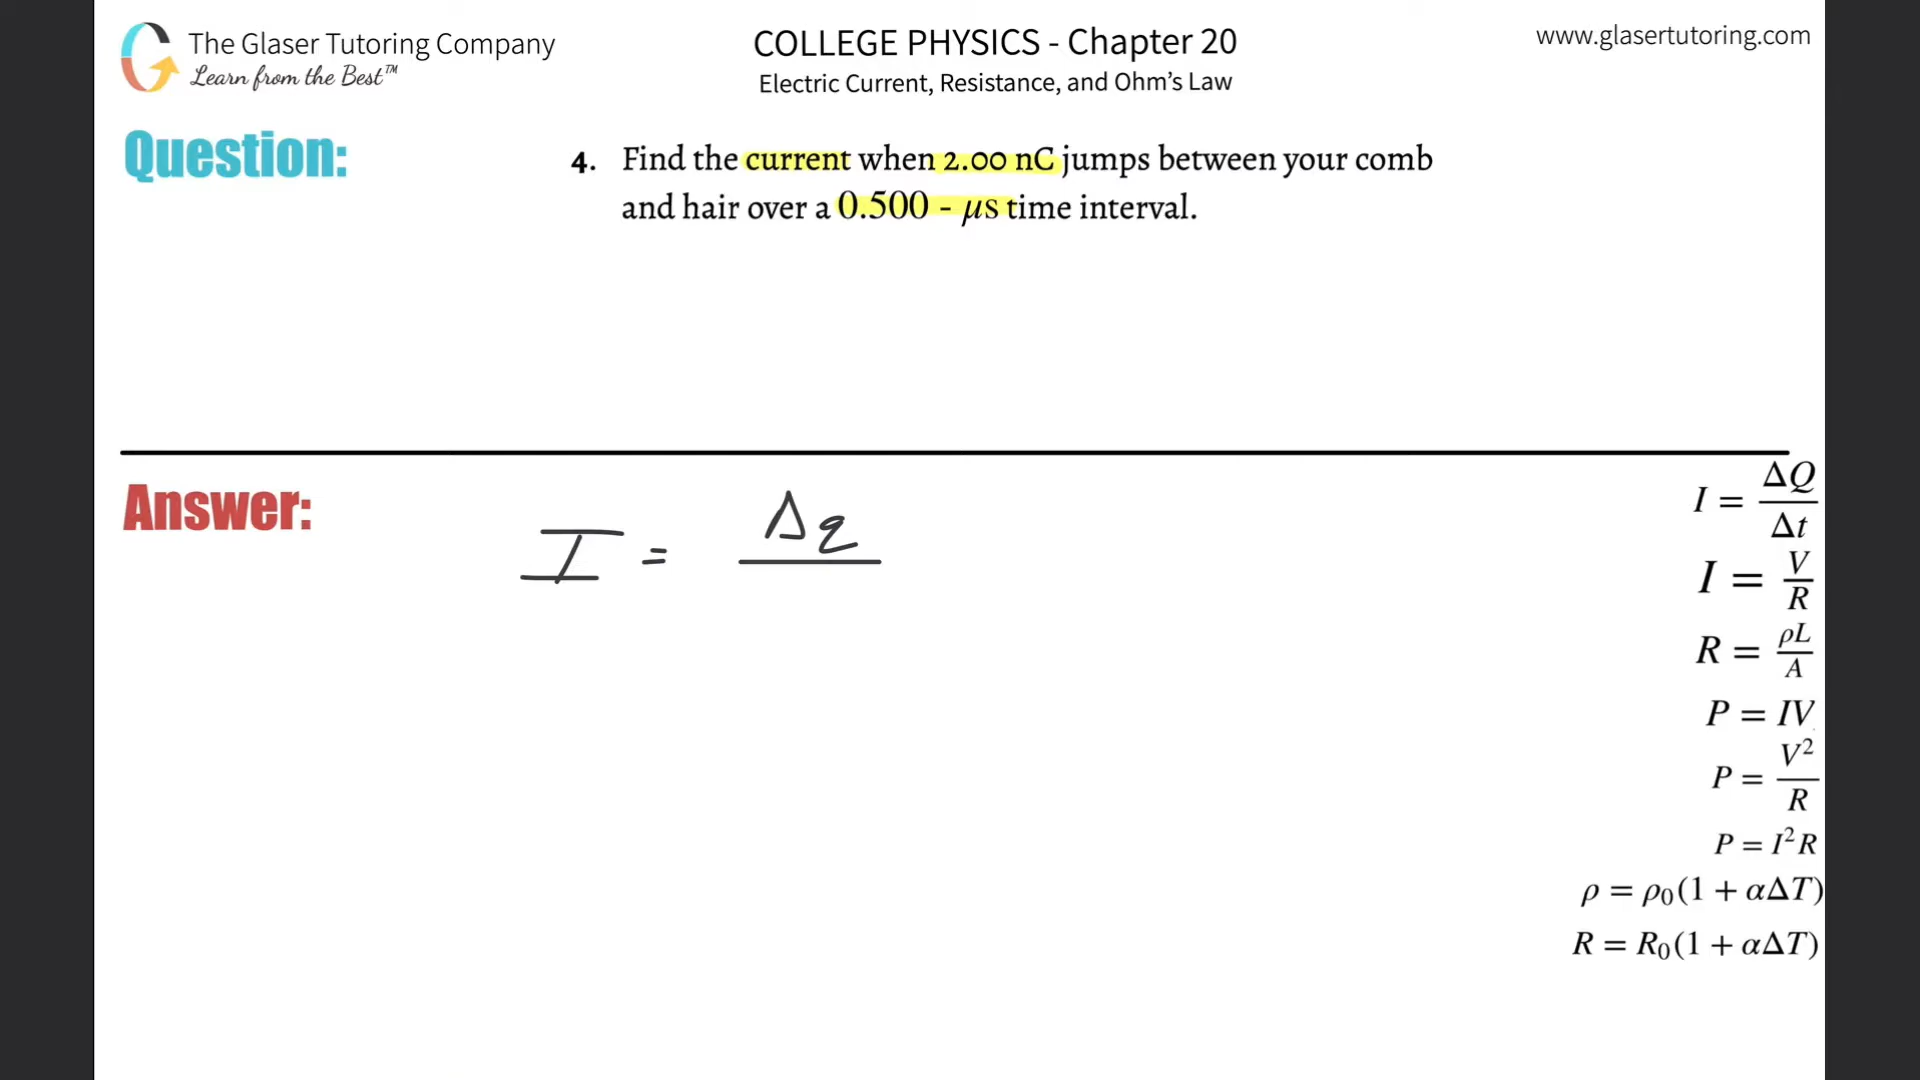 The Glaser Tutoring Company
Learn from the Best™
COLLEGE PHYSICS - Chapter 20
Electric Current, Resistance, and Ohm's Law
www.glasertutoring.com
Question:
4. Find the current when 2.00 nC jumps between your comb
and hair over a 0.500 - μs time interval.
Answer:
I = Δq
I = ΔQ/Δt
I = V/R
R = ρL/A
P = IV
P = V²/R
P = I²R
ρ = ρ₀(1 + αΔT)
R = R₀(1 + αΔT)